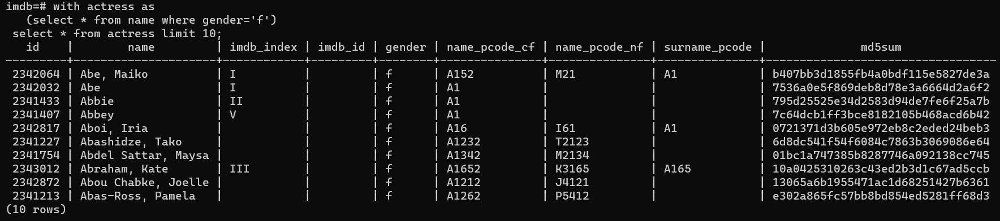 imdb=# with actress as
   (select * from name where gender='f')
 select * from actress limit 10;
   id    |        name         | imdb_index | imdb_id | gender | name_pcode_cf | name_pcode_nf | surname_pcode |              md5sum
---------+---------------------+------------+---------+--------+---------------+---------------+---------------+----------------------------------
 2342064 | Abe, Maiko          | I          |         | f      | A152          | M21           | A1            | b407bb3d1855fb4a0bdf115e5827de3a
 2342032 | Abe                 | I          |         | f      | A1            |               |               | 7536a0e5f869deb8d78e3a6664d2a6f2
 2341433 | Abbie               | II         |         | f      | A1            |               |               | 795d25525e34d2583d94de7fe6f25a7b
 2341407 | Abbey               | V          |         | f      | A1            |               |               | 7c64dcb1ff3bce8182105b468acd6b42
 2342817 | Aboi, Iria          |            |         | f      | A16           | I61           | A1            | 0721371d3b605e972eb8c2eded24beb3
 2341227 | Abashidze, Tako     |            |         | f      | A1232         | T2123         |               | 6d8dc541f54f6084c7863b3069086e64
 2341754 | Abdel Sattar, Maysa |            |         | f      | A1342         | M2134         |               | 01bc1a747385b8287746a092138cc745
 2343012 | Abraham, Kate       | III        |         | f      | A1652         | K3165         | A165          | 10a0425310263c43ed2b3d1c67ad5ccb
 2342872 | Abou Chabke, Joelle |            |         | f      | A1212         | J4121         |               | 13065a6b1955471ac1d68251427b6361
 2341213 | Abas-Ross, Pamela   |            |         | f      | A1262         | P5412         |               | e302a865fc57bb8bd854ed5281ff68d3
(10 rows)